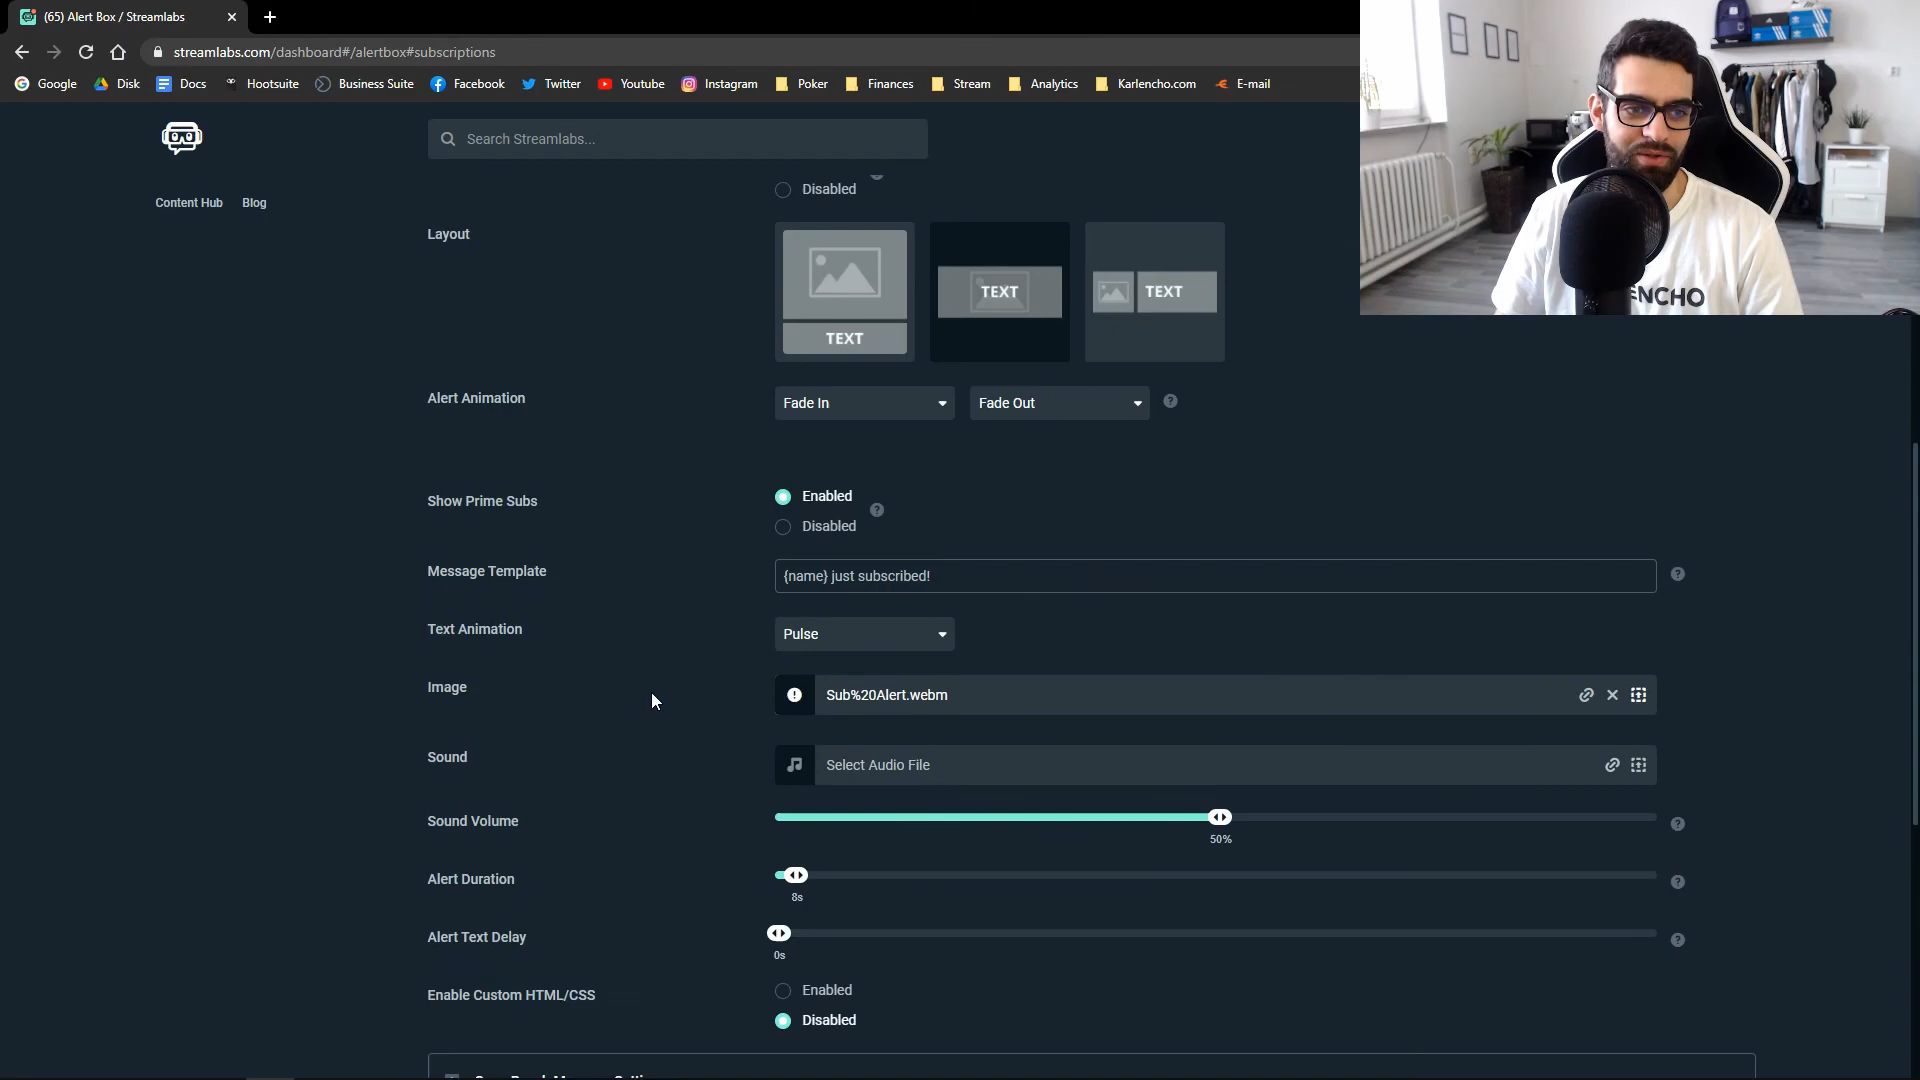 (65) Alert Box / Streamlabs
streamlabs.com/dashboard#/alertbox#subscriptions
Google Disk Docs Hootsuite Business Suite Facebook Twitter Youtube Instagram Poker Finances Stream Analytics Karlencho.com E-mail
Search Streamlabs...
Content Hub Blog
Disabled
Layout
TEXT
TEXT
TEXT
Alert Animation
Fade In
Fade Out
Show Prime Subs
Enabled
Disabled
Message Template
{name} just subscribed!
Text Animation
Pulse
Image
Sub%20Alert.webm
Sound
Select Audio File
Sound Volume
50%
Alert Duration
8s
Alert Text Delay
0s
Enable Custom HTML/CSS
Enabled
Disabled
ENCHO